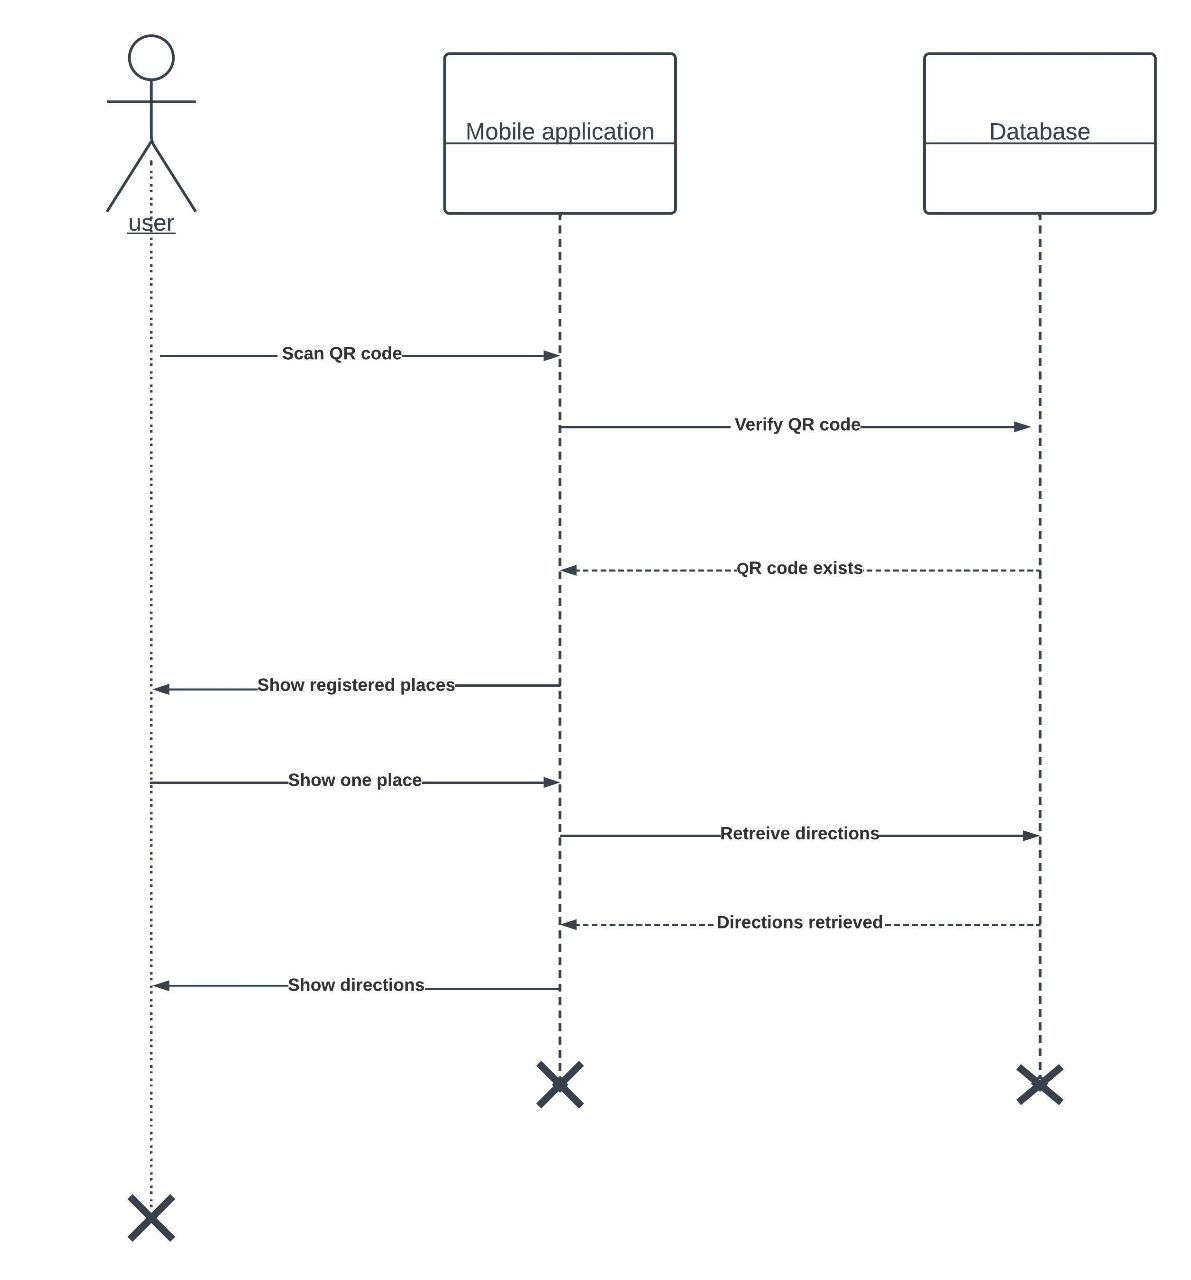 user
Mobile application
Database
Scan QR code
Verify QR code
QR code exists
Show registered places
Show one place
Retreive directions
Directions retrieved
Show directions